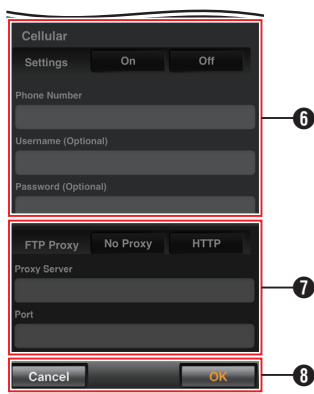 Cellular
Settings On Off
Phone Number
Username (Optional)
Password (Optional)
6
FTP Proxy No Proxy HTTP
Proxy Server
7
Port
Cancel OK
8